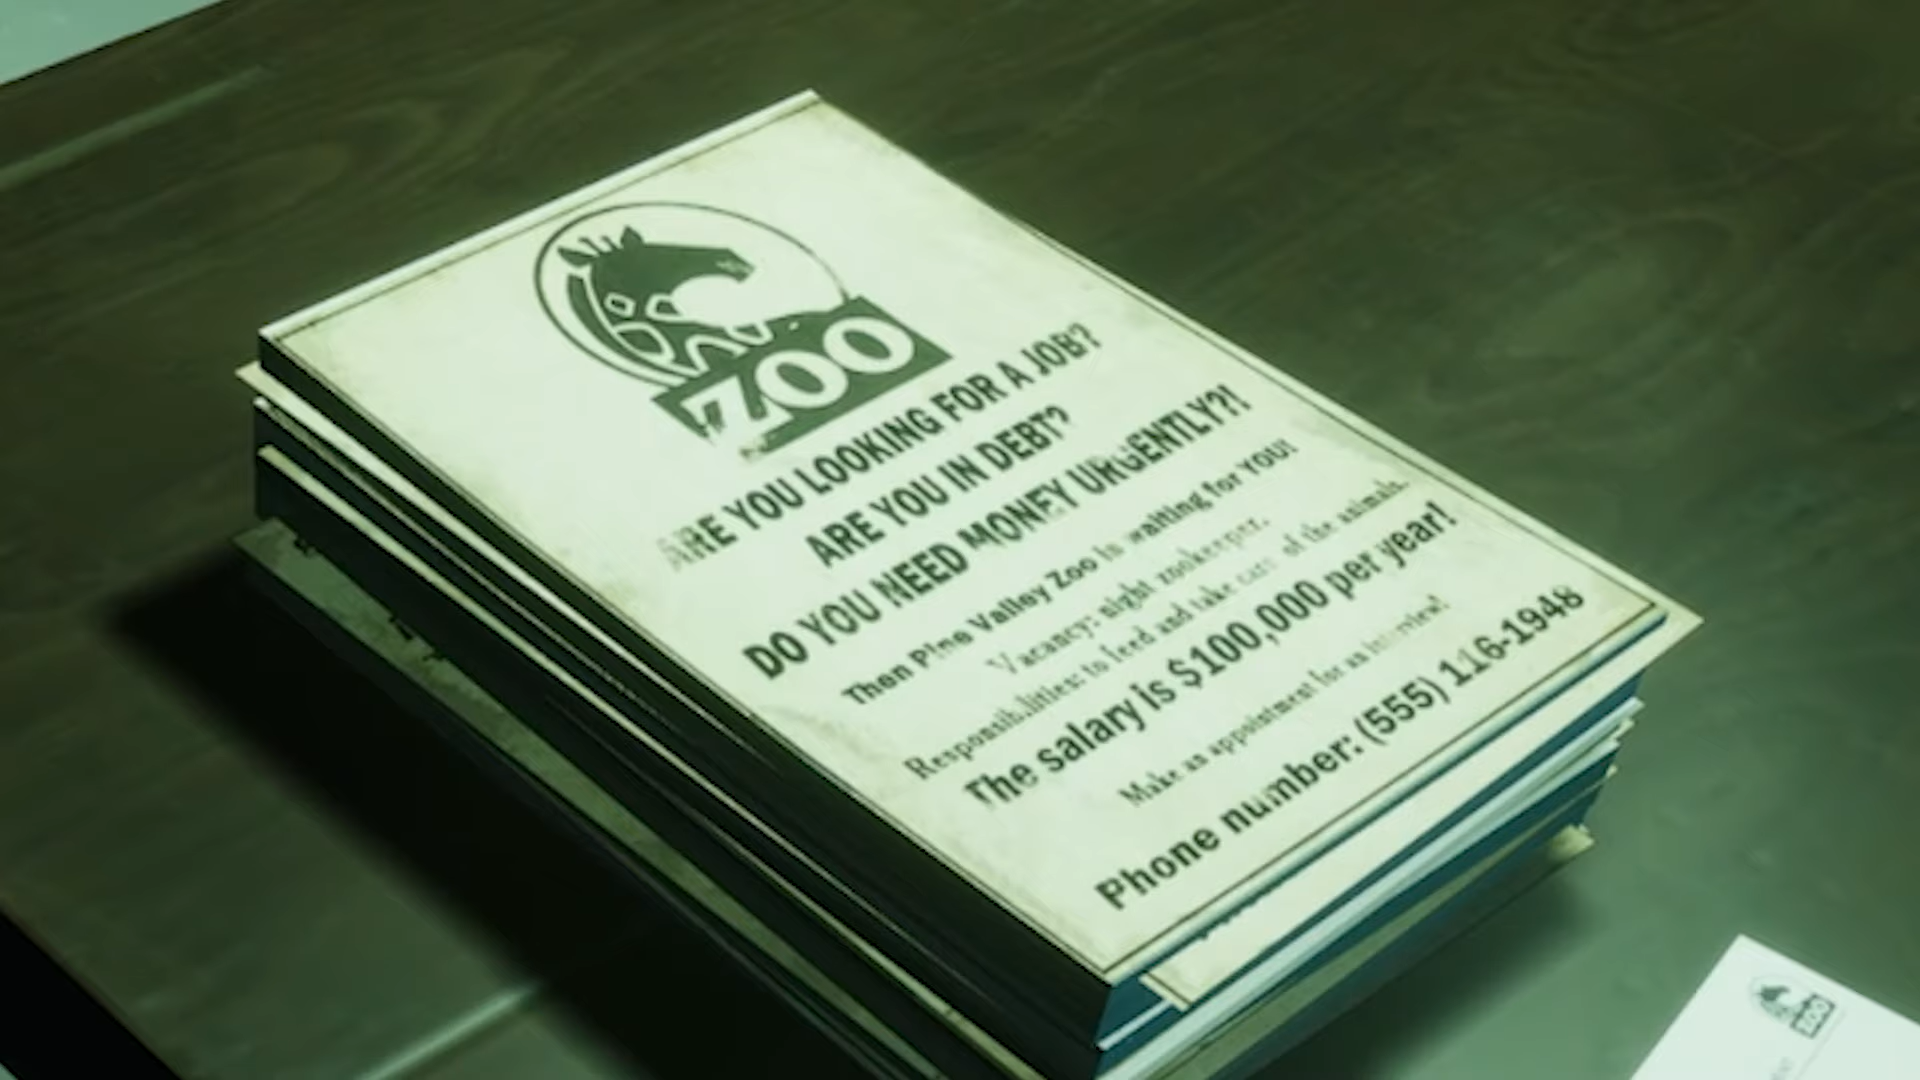 ZOO
ARE YOU LOOKING FOR A JOB?
ARE YOU IN DEBT?
DO YOU NEED MONEY URGENTLY?!
Then Pine Valley Zoo is waiting for YOU!
Vacancy: night zookeeper.
Responsibilities: to feed and take care of the animals.
The salary is $100,000 per year!
Make an appointment for an interview!
Phone number: (555) 116-1948
ZOO